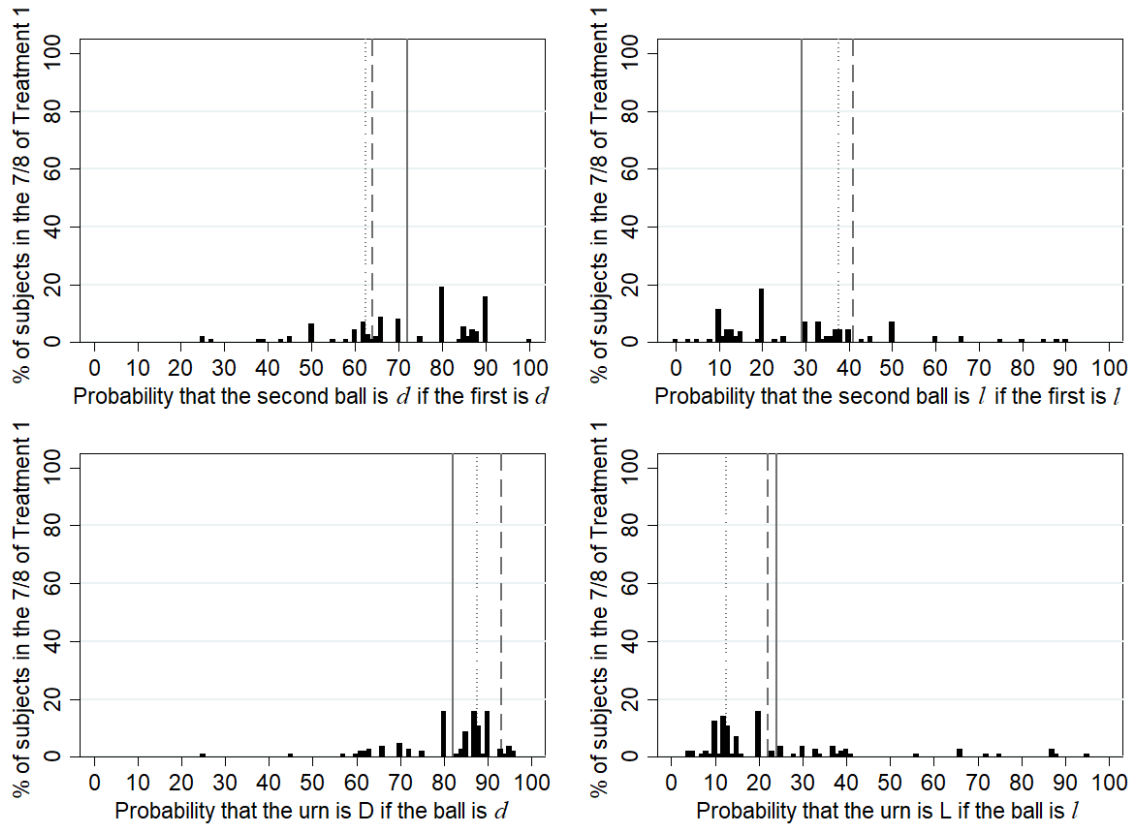 % of subjects in the 7/8 of Treatment 1
0 20 40 60 80 100
0 10 20 30 40 50 60 70 80 90 100
Probability that the second ball is d if the first is d
% of subjects in the 7/8 of Treatment 1
0 20 40 60 80 100
0 10 20 30 40 50 60 70 80 90 100
Probability that the second ball is l if the first is l
% of subjects in the 7/8 of Treatment 1
0 20 40 60 80 100
0 10 20 30 40 50 60 70 80 90 100
Probability that the urn is D if the ball is d
% of subjects in the 7/8 of Treatment 1
0 20 40 60 80 100
0 10 20 30 40 50 60 70 80 90 100
Probability that the urn is L if the ball is l